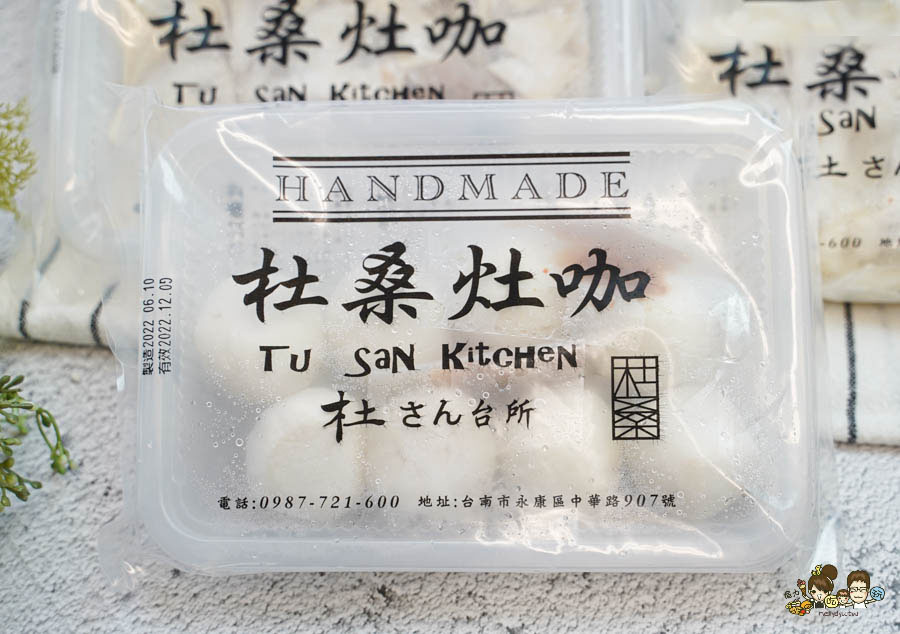 杜桑灶咖
TU SaN KitCHeN
杜桑
SaN
さん
-600 地
HANDMADE
杜桑灶咖
TU SaN KitCHeN
杜さん台所
杜桑
電話:0987-721-600 地址:台南市永康區中華路907號
製造2022 06.10
有效2022.12.09